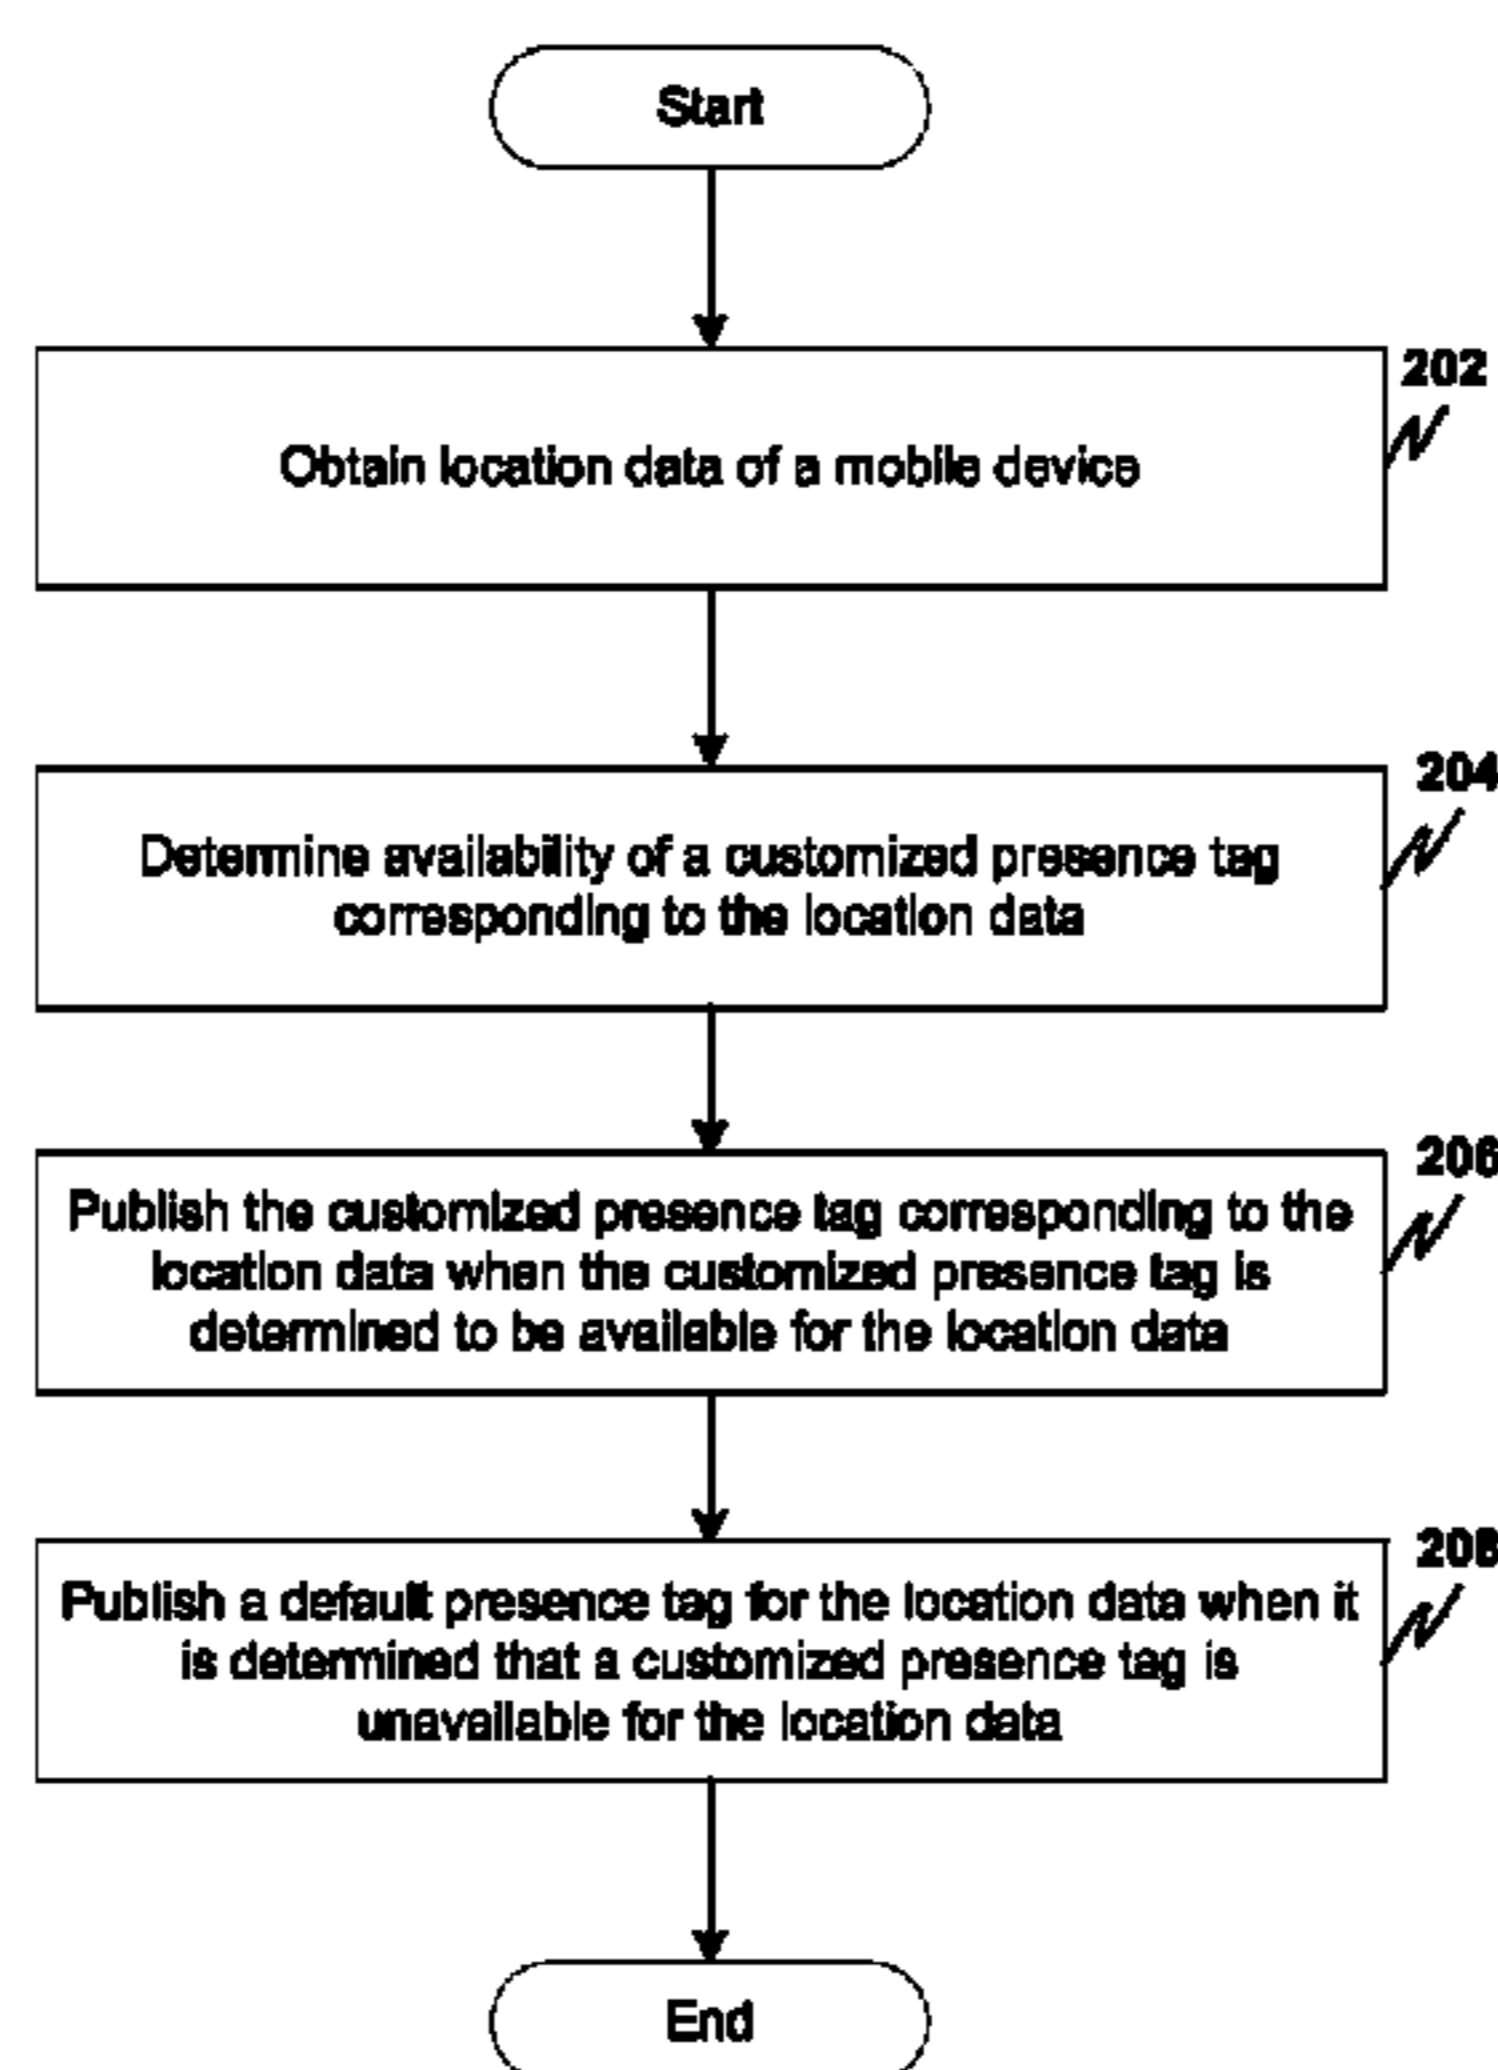 Start
202
Obtain location data of a mobile device
204
Determine availability of a customized presence tag
corresponding to the location data
206
Publish the customized presence tag corresponding to the
location data when the customized presence tag is
determined to be available for the location data
208
Publish a default presence tag for the location data when it
is determined that a customized presence tag is
unavailable for the location data
End